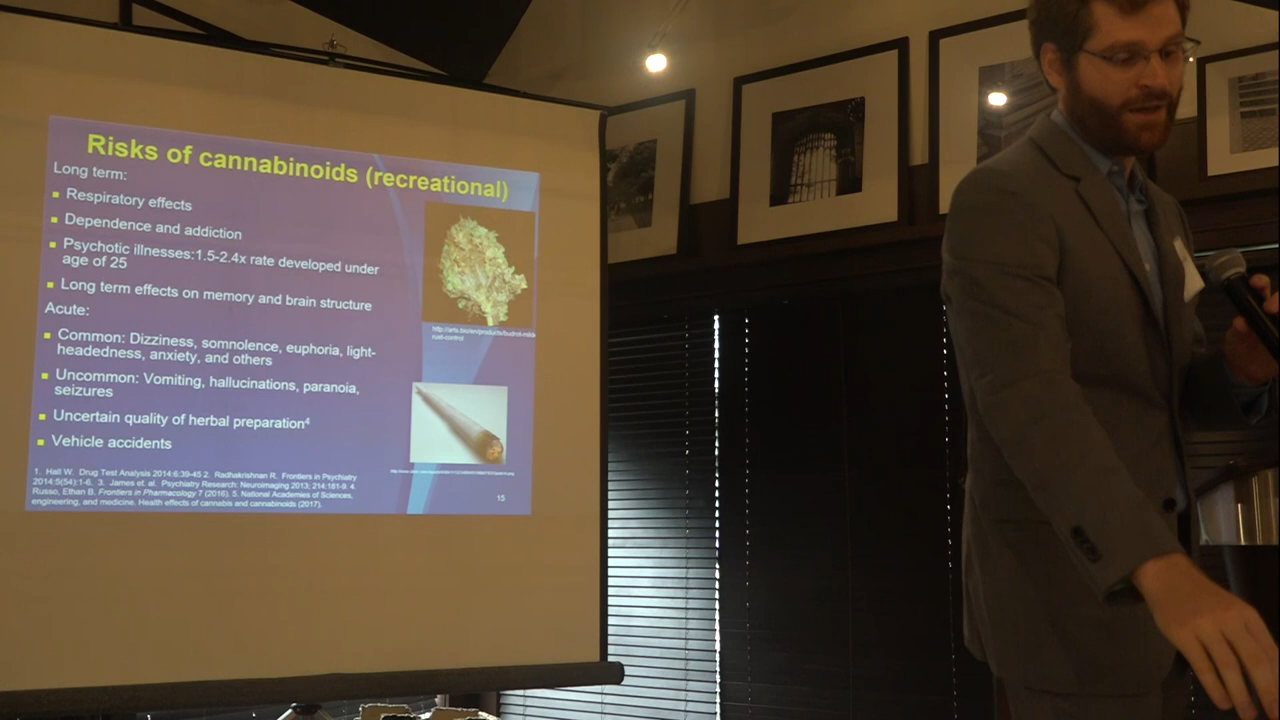 Risks of cannabinoids (recreational)
Long term:
Respiratory effects
Dependence and addiction
Psychotic illnesses:1.5-2.4x rate developed under
age of 25
Long term effects on memory and brain structure
Acute:
Common: Dizziness, somnolence, euphoria, light-
headedness, anxiety, and others
Uncommon: Vomiting, hallucinations, paranoia,
seizures
Uncertain quality of herbal preparation⁴
Vehicle accidents
1. Hall W. Drug Test Analysis 2014:6:39-45 2. Radhakrishnan R. Frontiers in Psychiatry
2014:5(54):1-6. 3. James et. al. Psychiatry Research: Neuroimaging 2013; 214:181-9. 4.
Russo, Ethan B. Frontiers in Pharmacology 7 (2016). 5. National Academies of Sciences,
engineering, and medicine. Health effects of cannabis and cannabinoids (2017).
15